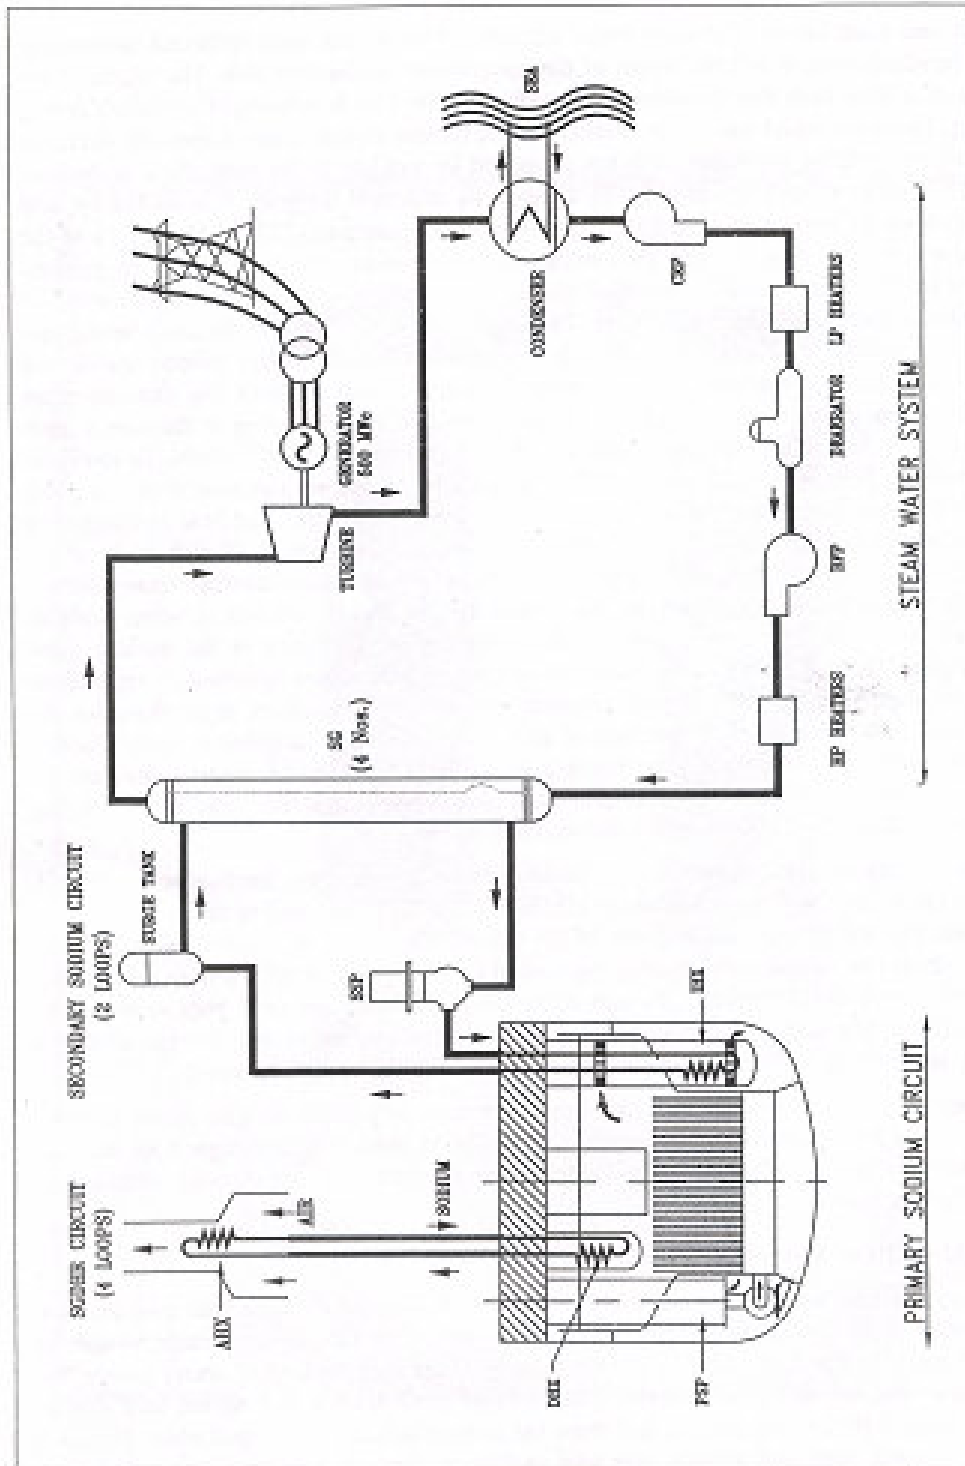 SGDHR CIRCUIT
(4 LOOPS)
SECONDARY SODIUM CIRCUIT
(2 LOOPS)
SURGE TANK
AHX
AIR
SODIUM
SSP
SG
(4 Nos.)
TURBINE
GENERATOR
500 MWe
CONDENSER
SEA
CEP
DHX
PSP
IHX
HP HEATERS
BFP
DEAERATOR
LP HEATERS
PRIMARY SODIUM CIRCUIT
STEAM WATER SYSTEM